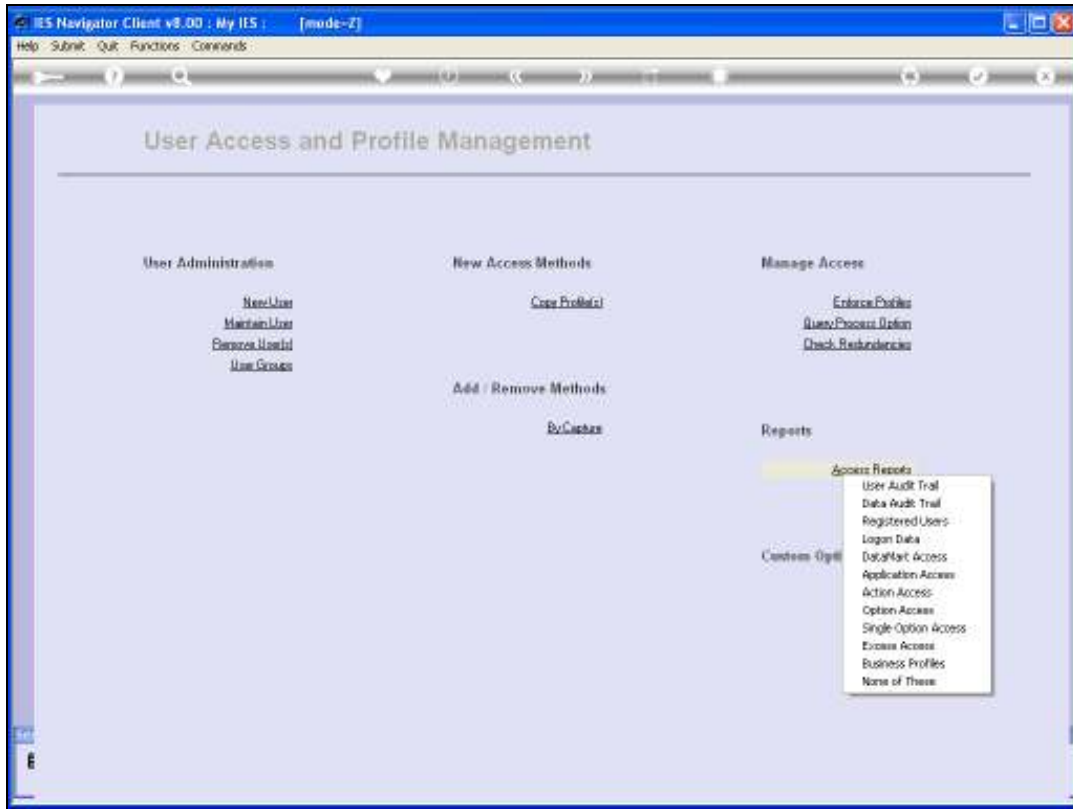 IES Navigator Client v8.00 : My IES : [mode-Z]
Help Submit Quit Functions Commands
User Access and Profile Management
User Administration
New User
Maintain User
Remove User(s)
User Groups
New Access Methods
Copy Profile(s)
Add / Remove Methods
By Capture
Manage Access
Enforce Profiles
Query Process Option
Check Redundancies
Reports
Access Reports
User Audit Trail
Data Audit Trail
Registered Users
Logon Data
DataMart Access
Application Access
Action Access
Option Access
Single Option Access
Excess Access
Business Profiles
None of These
Custom Opti